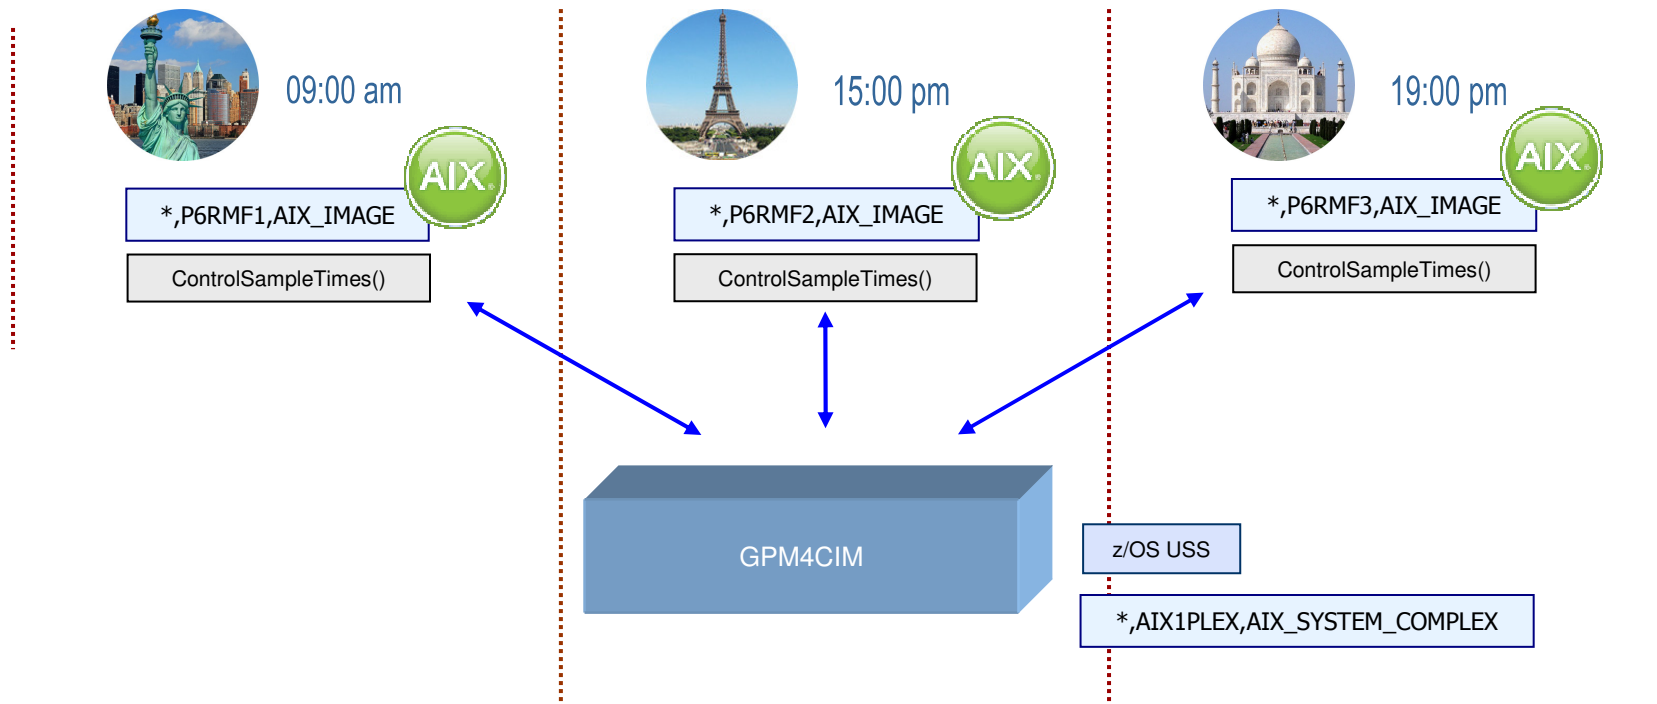 09:00 am
15:00 pm
19:00 pm
AIX
AIX
AIX
*,P6RMF1,AIX_IMAGE
*,P6RMF2,AIX_IMAGE
*,P6RMF3,AIX_IMAGE
ControlSampleTimes()
ControlSampleTimes()
ControlSampleTimes()
GPM4CIM
z/OS USS
*,AIX1PLEX,AIX_SYSTEM_COMPLEX